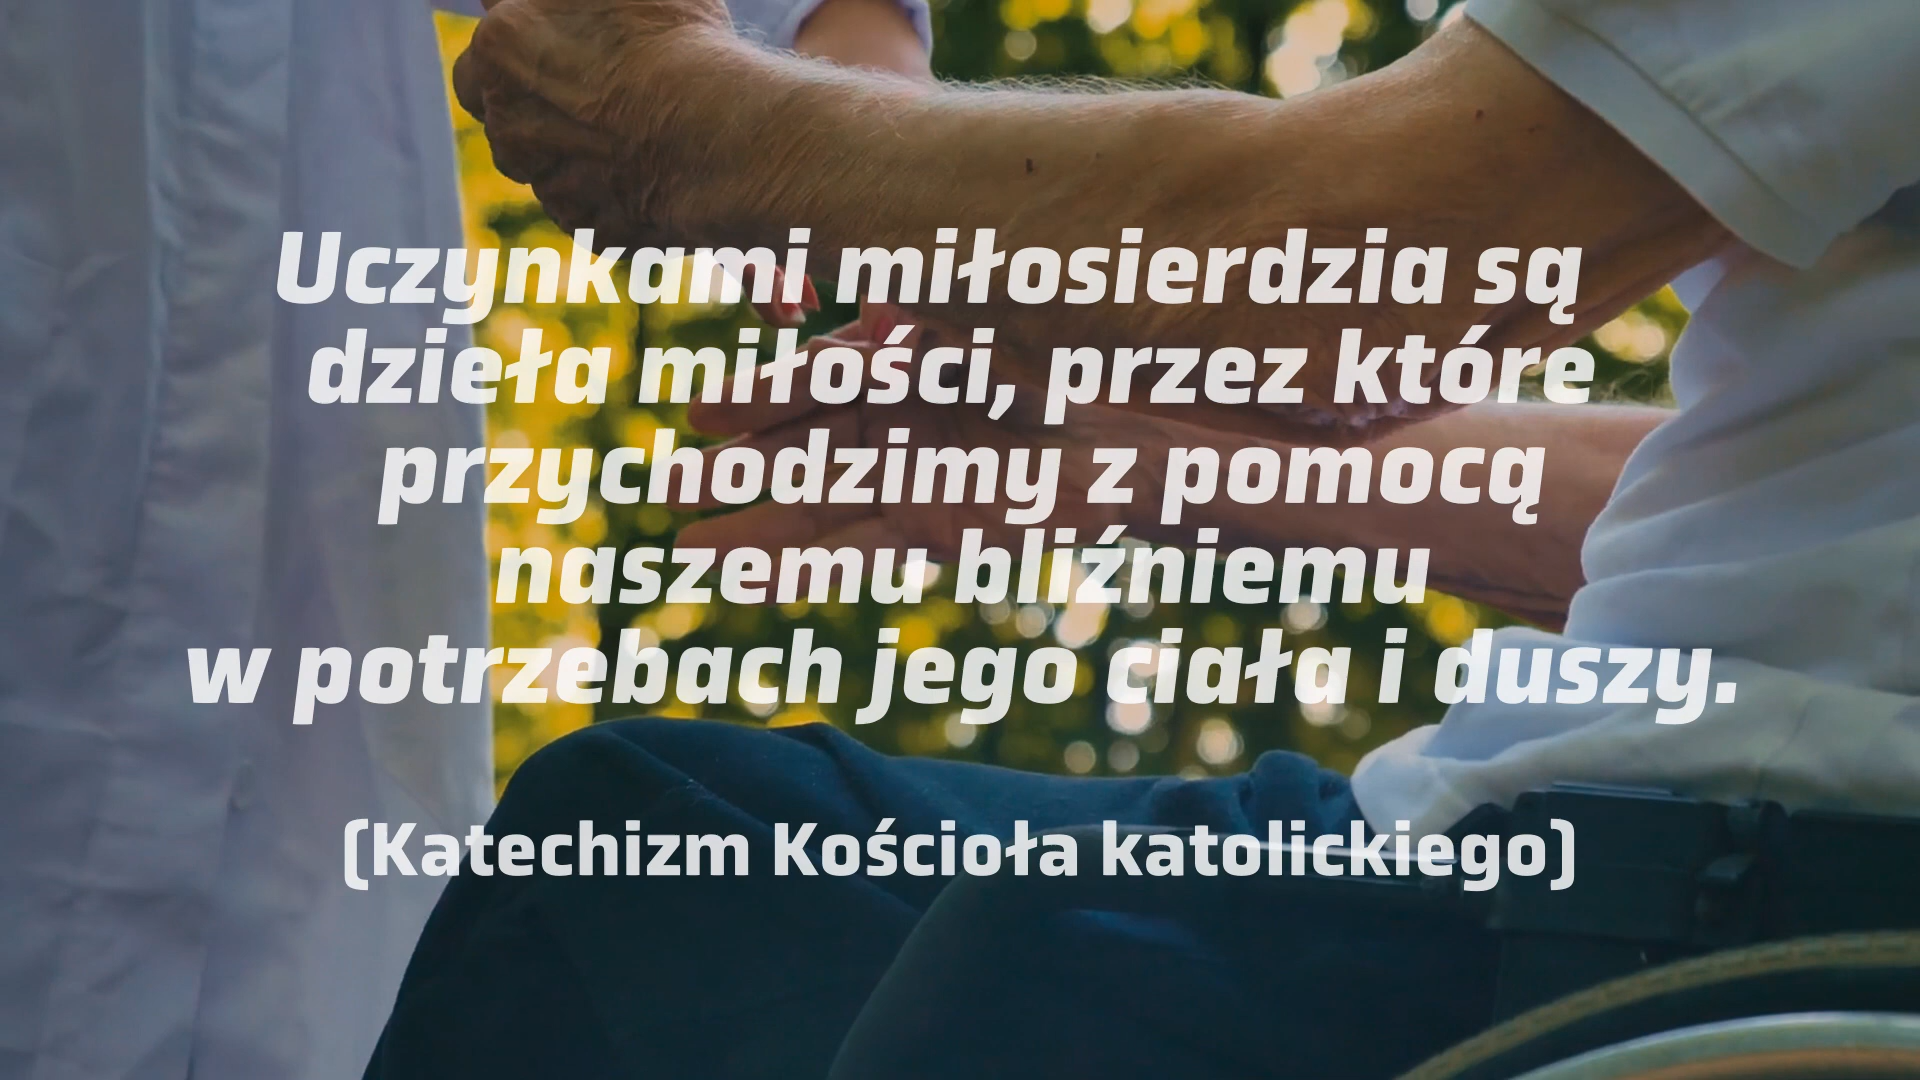 Uczynkami miłosierdzia są
dzieła miłości, przez które
przychodzimy z pomocą
naszemu bliźniemu
w potrzebach jego ciała i duszy.
(Katechizm Kościoła katolickiego)